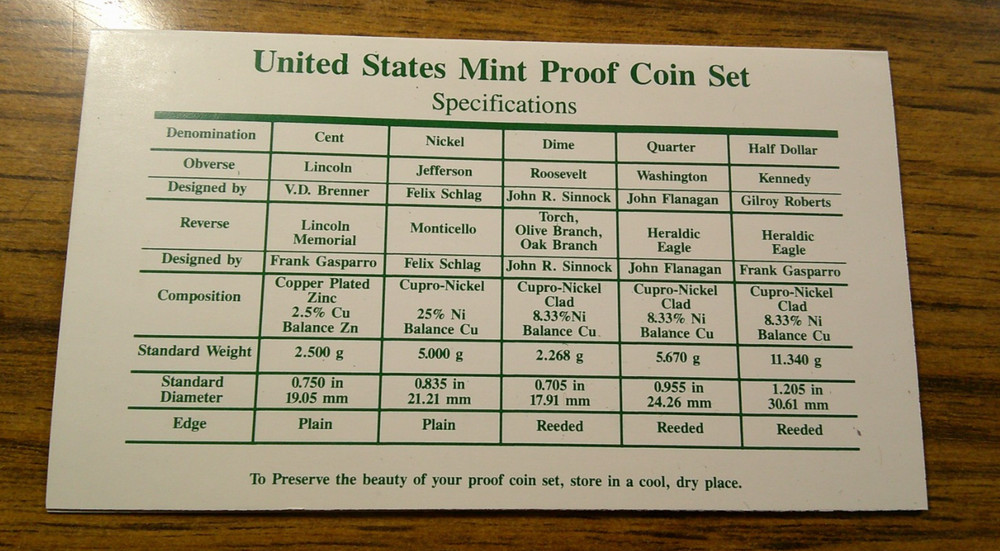 United States Mint Proof Coin Set
Specifications
Denomination Cent Nickel Dime Quarter Half Dollar
Obverse Lincoln Jefferson Roosevelt Washington Kennedy
Designed by V.D. Brenner Felix Schlag John R. Sinnock John Flanagan Gilroy Roberts
Reverse Lincoln Memorial Monticello Torch, Olive Branch, Oak Branch Heraldic Eagle Heraldic Eagle
Designed by Frank Gasparro Felix Schlag John R. Sinnock John Flanagan Frank Gasparro
Composition Copper Plated Zinc 2.5% Cu Balance Zn Cupro-Nickel 25% Ni Balance Cu Cupro-Nickel Clad 8.33%Ni Balance Cu Cupro-Nickel Clad 8.33% Ni Balance Cu Cupro-Nickel Clad 8.33% Ni Balance Cu
Standard Weight 2.500 g 5.000 g 2.268 g 5.670 g 11.340 g
Standard Diameter 0.750 in 19.05 mm 0.835 in 21.21 mm 0.705 in 17.91 mm 0.955 in 24.26 mm 1.205 in 30.61 mm
Edge Plain Plain Reeded Reeded Reeded
To Preserve the beauty of your proof coin set, store in a cool, dry place.